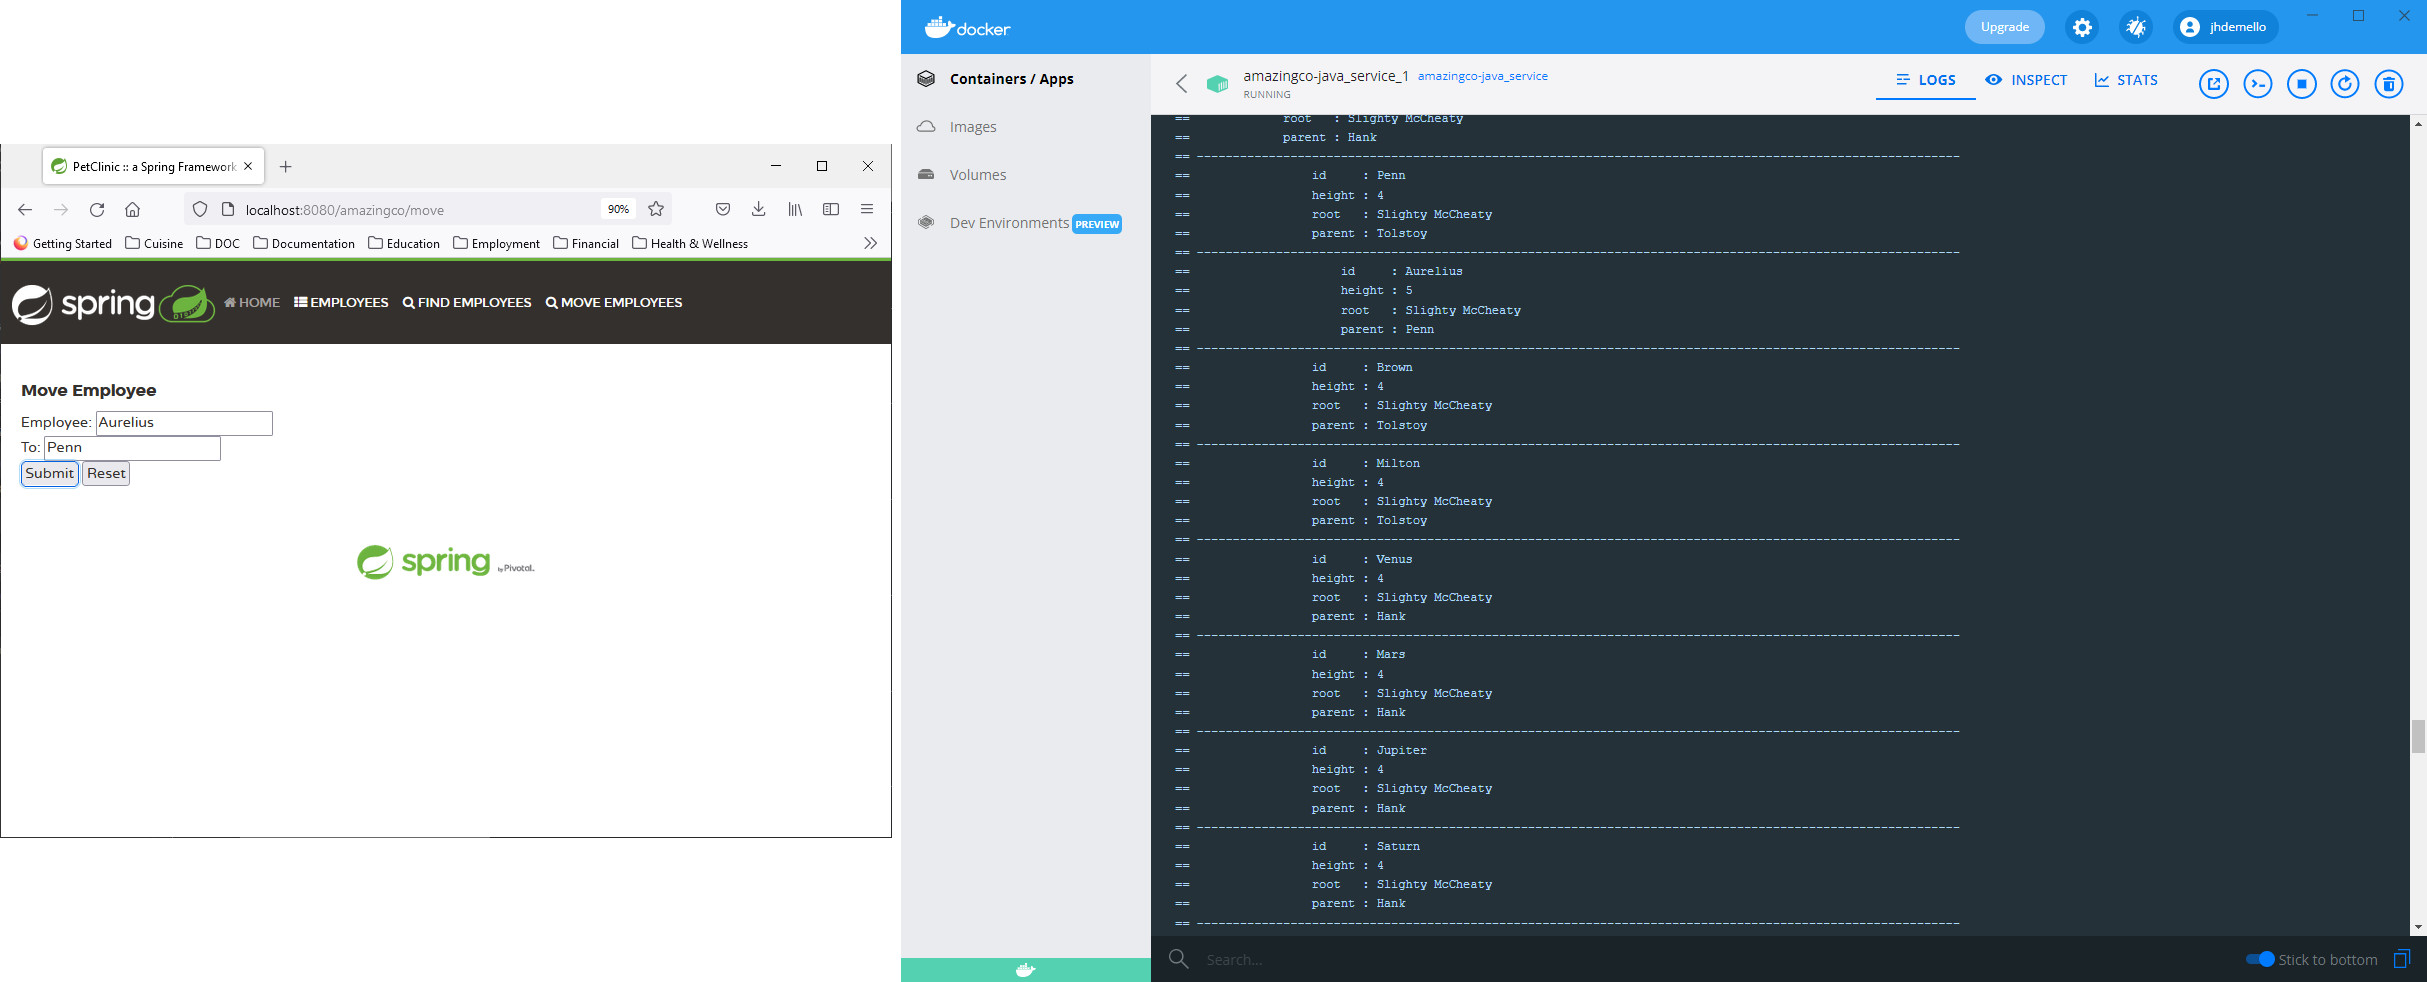 PetClinic :: a Spring Framework
localhost:8080/amazingco/move
90%
Getting Started Cuisine DOC Documentation Education Employment Financial Health & Wellness
spring HOME EMPLOYEES FIND EMPLOYEES MOVE EMPLOYEES
Move Employee
Employee: Aurelius
To: Penn
Submit Reset
spring by Pivotal.
docker
Upgrade
jhdemello
Containers / Apps
Images
Volumes
Dev Environments PREVIEW
amazingco-java_service_1 amazingco-java_service
RUNNING
LOGS INSPECT STATS
== root : Slighty McCheaty
== parent : Hank
== ----------------------------------------------------------------------------------------------------------
== id : Penn
== height : 4
== root : Slighty McCheaty
== parent : Tolstoy
== ----------------------------------------------------------------------------------------------------------
== id : Aurelius
== height : 5
== root : Slighty McCheaty
== parent : Penn
== ----------------------------------------------------------------------------------------------------------
== id : Brown
== height : 4
== root : Slighty McCheaty
== parent : Tolstoy
== ----------------------------------------------------------------------------------------------------------
== id : Milton
== height : 4
== root : Slighty McCheaty
== parent : Tolstoy
== ----------------------------------------------------------------------------------------------------------
== id : Venus
== height : 4
== root : Slighty McCheaty
== parent : Hank
== ----------------------------------------------------------------------------------------------------------
== id : Mars
== height : 4
== root : Slighty McCheaty
== parent : Hank
== ----------------------------------------------------------------------------------------------------------
== id : Jupiter
== height : 4
== root : Slighty McCheaty
== parent : Hank
== ----------------------------------------------------------------------------------------------------------
== id : Saturn
== height : 4
== root : Slighty McCheaty
== parent : Hank
== ----------------------------------------------------------------------------------------------------------
Search...
Stick to bottom